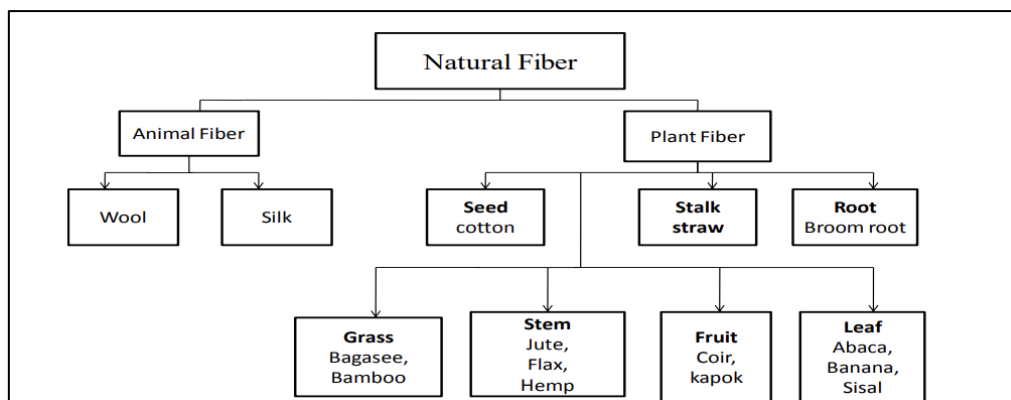 Natural Fiber
Animal Fiber
Plant Fiber
Wool
Silk
Seed
cotton
Stalk
straw
Root
Broom root
Grass
Bagasee,
Bamboo
Stem
Jute,
Flax,
Hemp
Fruit
Coir,
kapok
Leaf
Abaca,
Banana,
Sisal